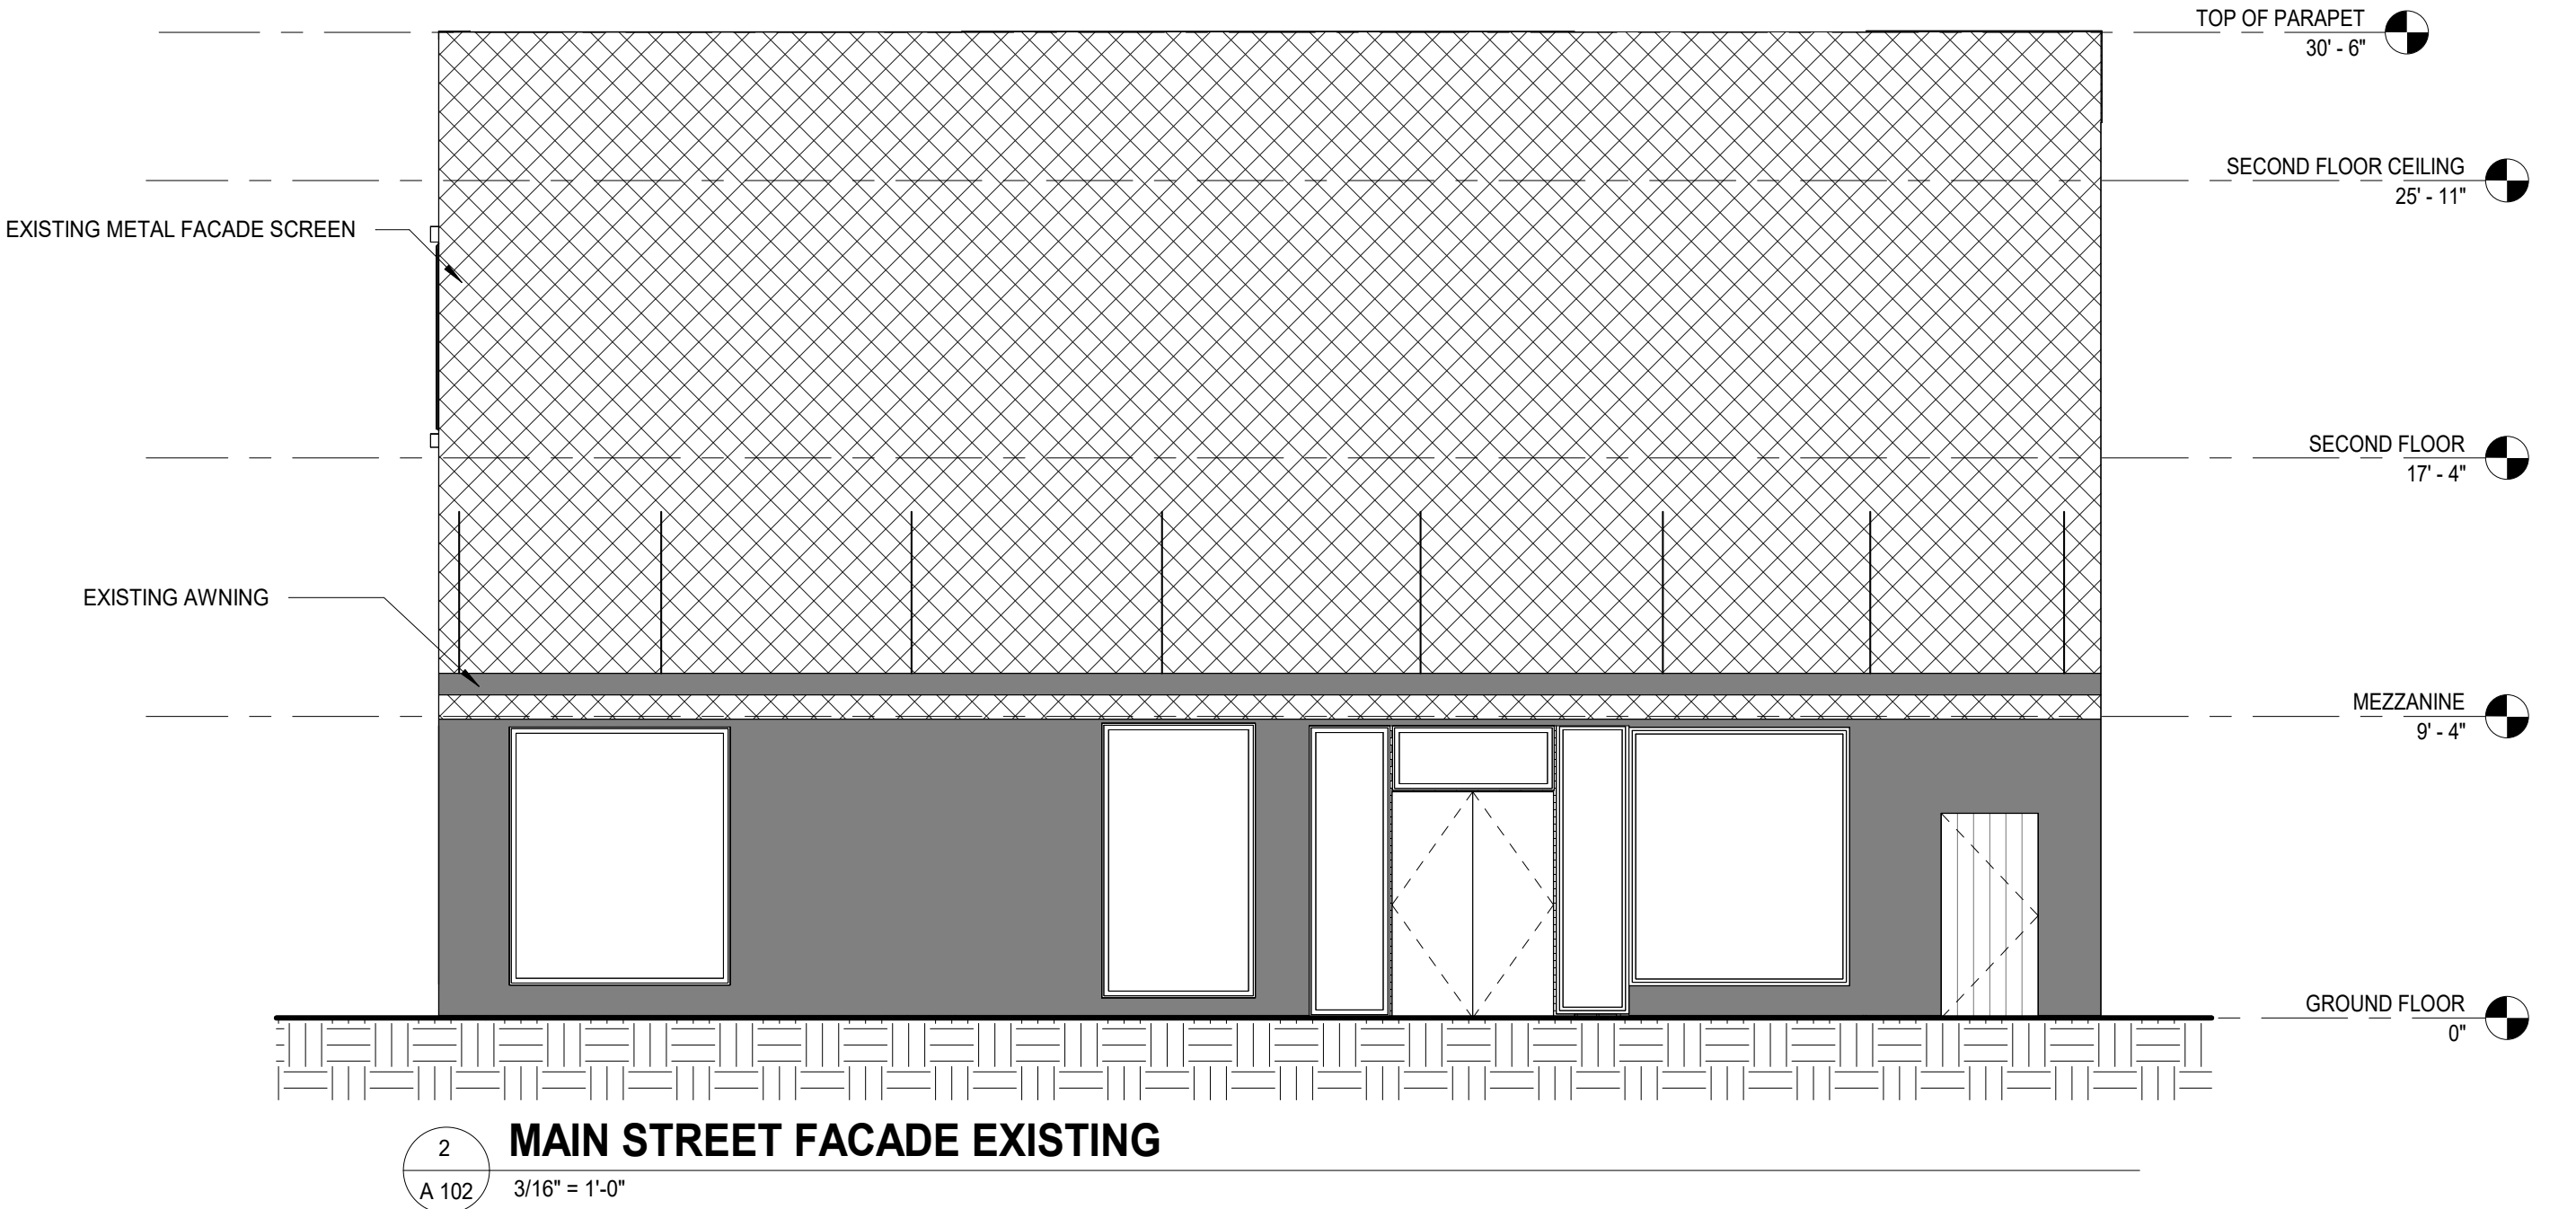 TOP OF PARAPET
30' - 6"
SECOND FLOOR CEILING
25' - 11"
EXISTING METAL FACADE SCREEN
SECOND FLOOR
17' - 4"
EXISTING AWNING
MEZZANINE
9' - 4"
GROUND FLOOR
0"
2
MAIN STREET FACADE EXISTING
A 102
3/16" = 1'-0"